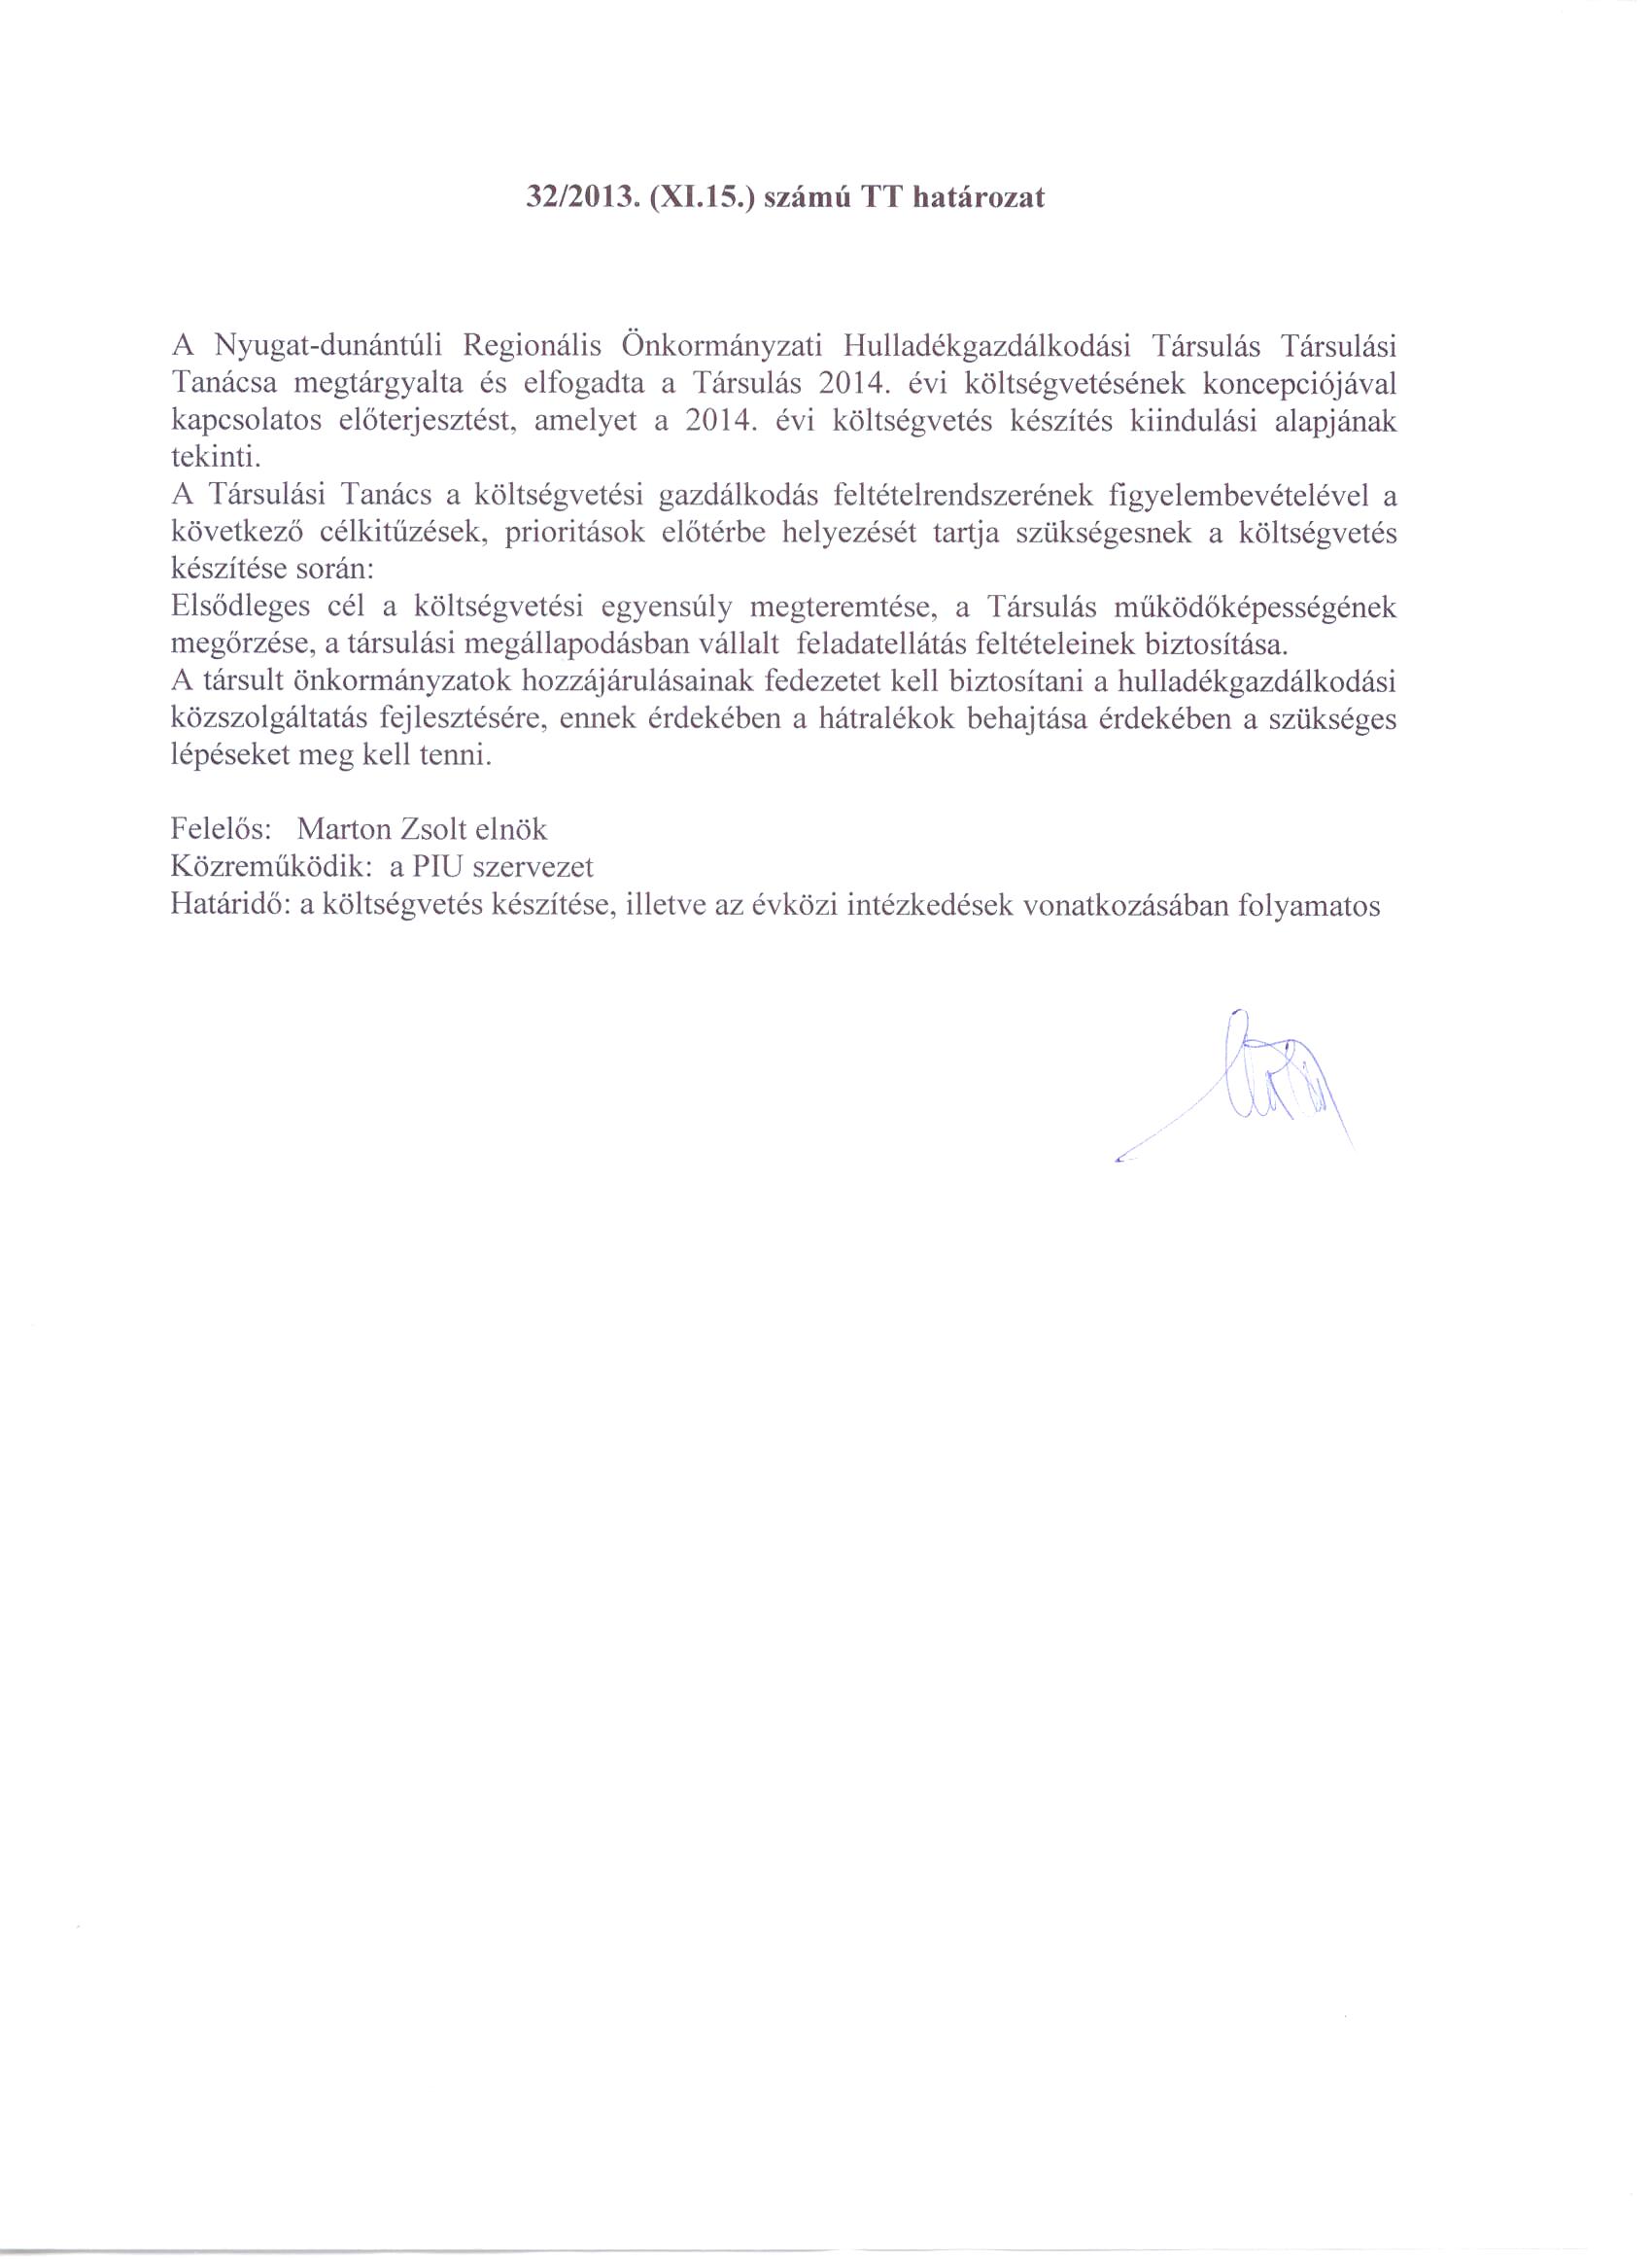 32/2013. (XI.15.) számú TT határozat
A Nyugat-dunántúli Regionális Önkormányzati Hulladékgazdálkodási Társulás Társulási
Tanácsa megtárgyalta és elfogadta a Társulás 2014. évi költségvetésének koncepciójával
kapcsolatos előterjesztést, amelyet a 2014. évi költségvetés készítés kiindulási alapjának
tekinti.
A Társulási Tanács a költségvetési gazdálkodás feltételrendszerének figyelembevételével a
következő célkitűzések, prioritások előtérbe helyezését tartja szükségesnek a költségvetés
készítése során:
Elsődleges cél a költségvetési egyensúly megteremtése, a Társulás működőképességének
megőrzése, a társulási megállapodásban vállalt feladatellátás feltételeinek biztosítása.
A társult önkormányzatok hozzájárulásainak fedezetet kell biztosítani a hulladékgazdálkodási
közszolgáltatás fejlesztésére, ennek érdekében a hátralékok behajtása érdekében a szükséges
lépéseket meg kell tenni.
Felelős: Marton Zsolt elnök
Közreműködik: a PIU szervezet
Határidő: a költségvetés készítése, illetve az évközi intézkedések vonatkozásában folyamatos